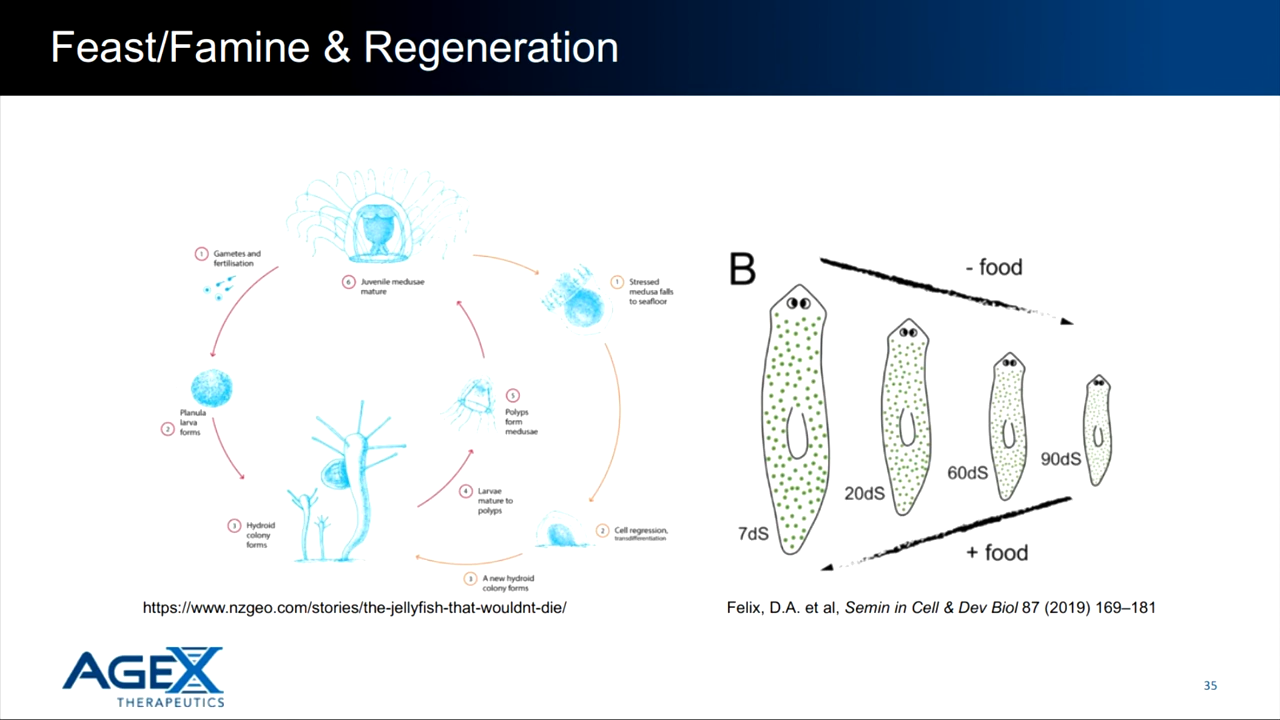 Feast/Famine & Regeneration
1 Gametes and
fertilisation
6 Juvenile medusae
mature
1 Stressed
medusa falls
to seafloor
2 Planula
larva
forms
5
Polyps
form
medusae
4 Larvae
mature to
polyps
3 Hydroid
colony
forms
2 Cell regression,
transdifferentiation
3 A new hydroid
colony forms
https://www.nzgeo.com/stories/the-jellyfish-that-wouldnt-die/
B
- food
7dS
20dS
60dS
90dS
+ food
Felix, D.A. et al, Semin in Cell & Dev Biol 87 (2019) 169–181
AGEX
THERAPEUTICS
35